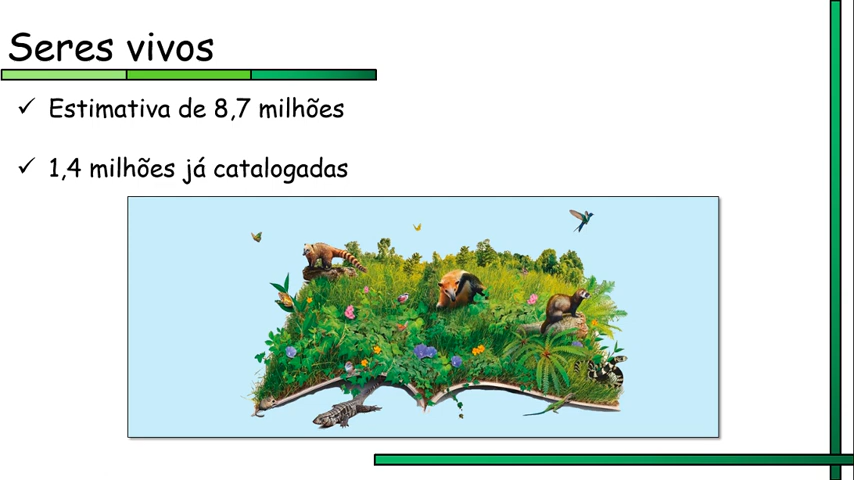 Seres vivos
✓ Estimativa de 8,7 milhões
✓ 1,4 milhões já catalogadas